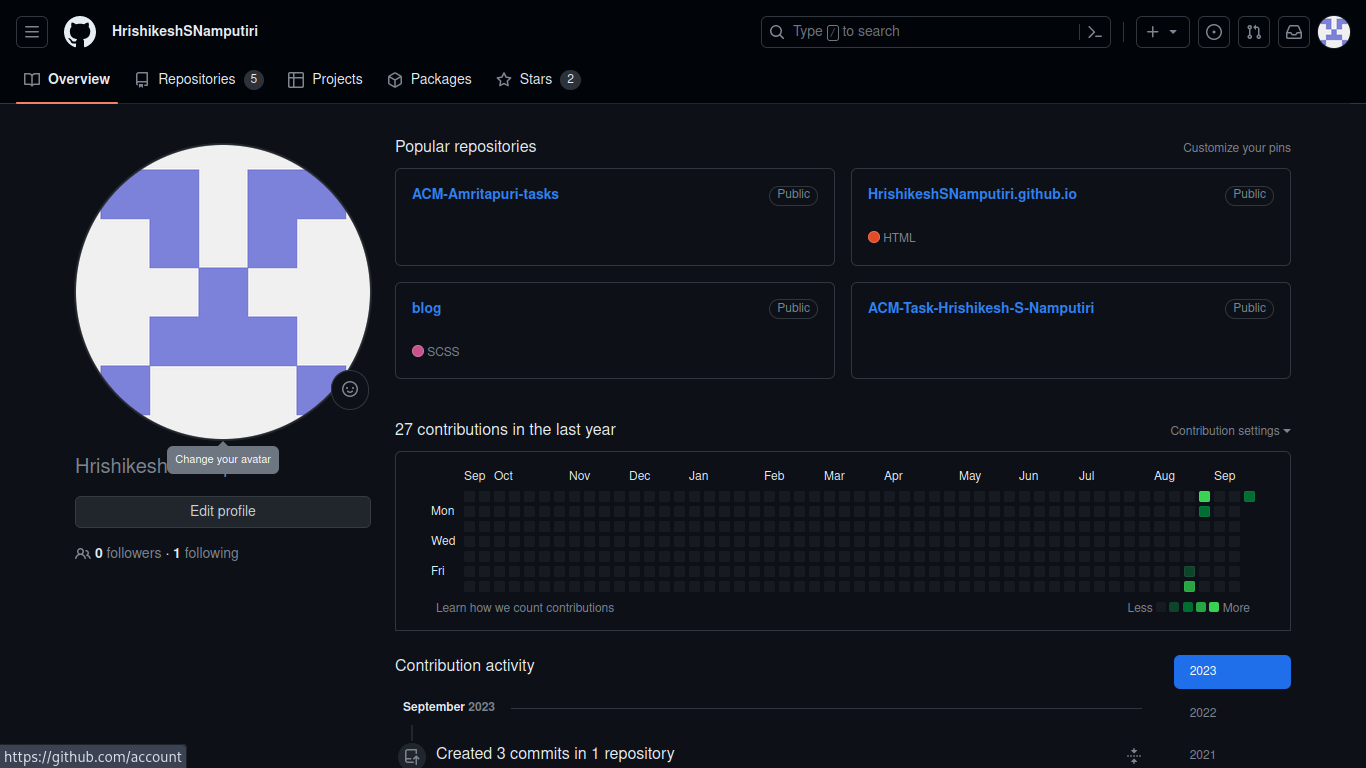 HrishikeshSNamputiri
Type / to search
Overview
Repositories 5
Projects
Packages
Stars 2
Popular repositories
Customize your pins
ACM-Amritapuri-tasks
Public
HrishikeshSNamputiri.github.io
Public
HTML
blog
Public
SCSS
ACM-Task-Hrishikesh-S-Namputiri
Public
Change your avatar
Hrishikesh
Edit profile
0 followers · 1 following
27 contributions in the last year
Contribution settings
Sep Oct Nov Dec Jan Feb Mar Apr May Jun Jul Aug Sep
Mon
Wed
Fri
Learn how we count contributions
Less More
Contribution activity
2023
2022
2021
September 2023
Created 3 commits in 1 repository
https://github.com/account